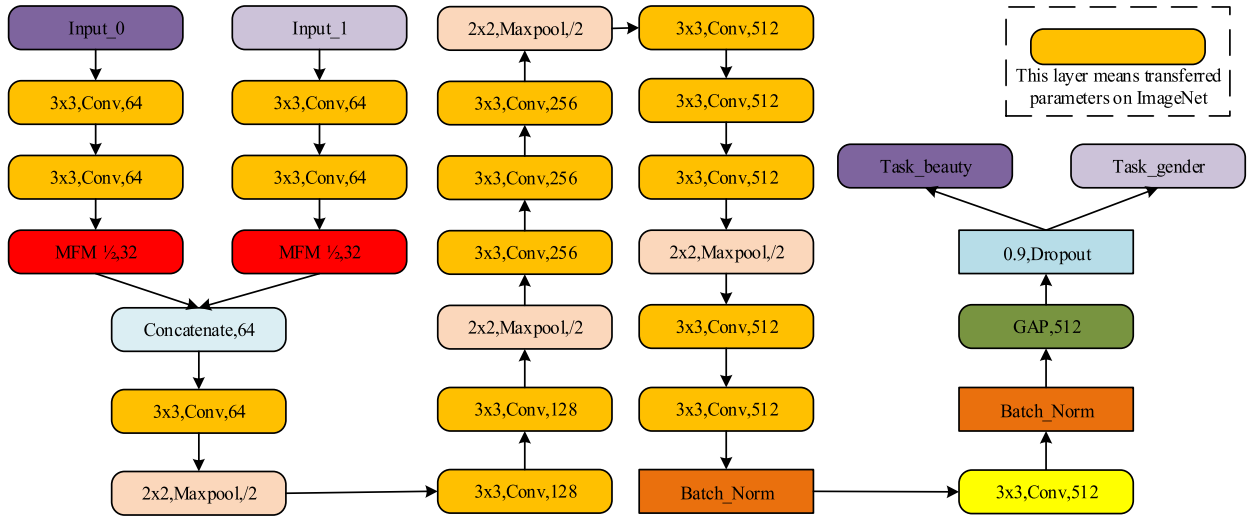 Input_0
3x3,Conv,64
3x3,Conv,64
MFM ½,32
Input_1
3x3,Conv,64
3x3,Conv,64
MFM ½,32
Concatenate,64
3x3,Conv,64
2x2,Maxpool,/2
3x3,Conv,128
3x3,Conv,128
2x2,Maxpool,/2
3x3,Conv,256
3x3,Conv,256
3x3,Conv,256
2x2,Maxpool,/2
3x3,Conv,512
3x3,Conv,512
3x3,Conv,512
2x2,Maxpool,/2
3x3,Conv,512
3x3,Conv,512
Batch_Norm
3x3,Conv,512
Batch_Norm
GAP,512
0.9,Dropout
Task_beauty
Task_gender
This layer means transferred
parameters on ImageNet